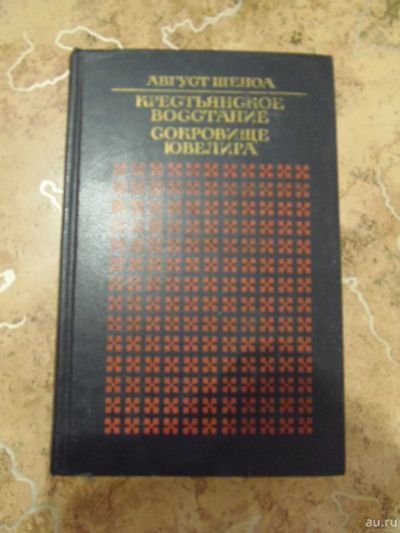 АВГУСТ ШЕНОА
КРЕСТЬЯНСКОЕ
ВОССТАНИЕ
СОКРОВИЩЕ
ЮВЕЛИРА
au.ru